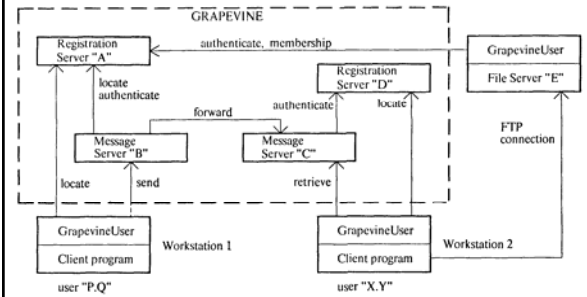 GRAPEVINE
Registration
Server "A"
authenticate, membership
GrapevineUser
File Server "E"
Registration
Server "D"
locate
authenticate
authenticate
locate
forward
FTP
connection
Message
Server "B"
Message
Server "C"
locate
send
retrieve
GrapevineUser
Client program
Workstation 1
GrapevineUser
Client program
Workstation 2
user "P.Q"
user "X.Y"